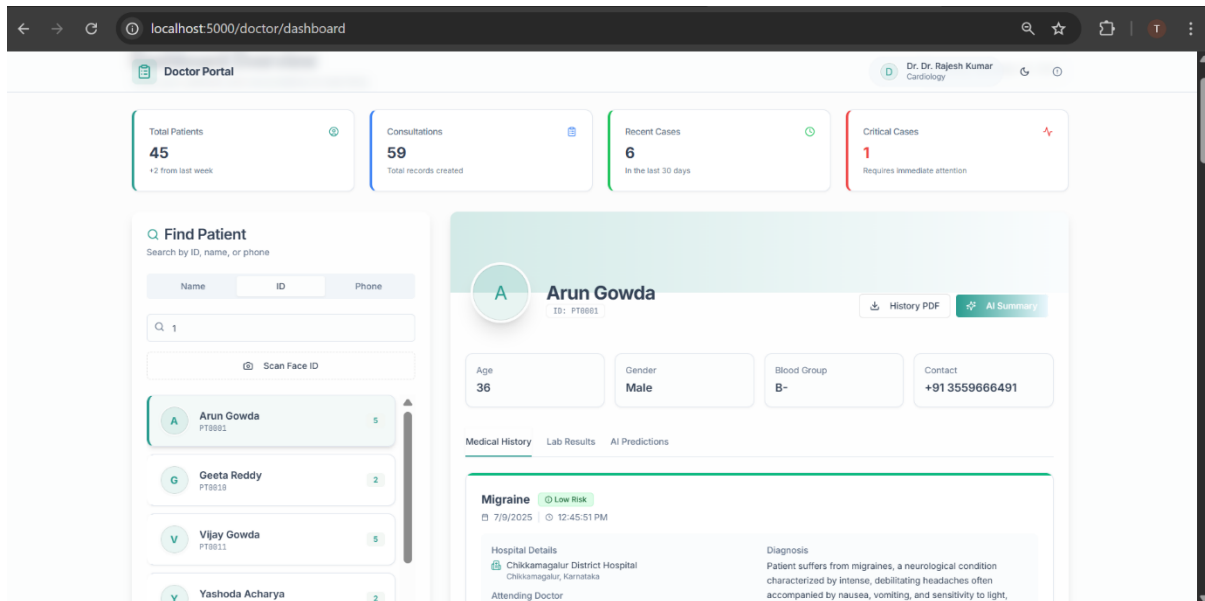 localhost:5000/doctor/dashboard
T
Doctor Portal
D
Dr. Dr. Rajesh Kumar
Cardiology
Total Patients
45
+2 from last week
Consultations
59
Total records created
Recent Cases
6
In the last 30 days
Critical Cases
1
Requires immediate attention
Find Patient
Search by ID, name, or phone
Name ID Phone
1
Scan Face ID
A
Arun Gowda
PT0001
5
G
Geeta Reddy
PT0010
2
V
Vijay Gowda
PT0011
5
Y
Yashoda Acharya
2
A
Arun Gowda
ID: PT0001
History PDF
AI Summary
Age
36
Gender
Male
Blood Group
B-
Contact
+91 3559666491
Medical History Lab Results AI Predictions
Migraine Low Risk
7/9/2025 12:45:51 PM
Hospital Details
Chikkamagalur District Hospital
Chikkamagalur, Karnataka
Attending Doctor
Diagnosis
Patient suffers from migraines, a neurological condition
characterized by intense, debilitating headaches often
accompanied by nausea, vomiting, and sensitivity to light,